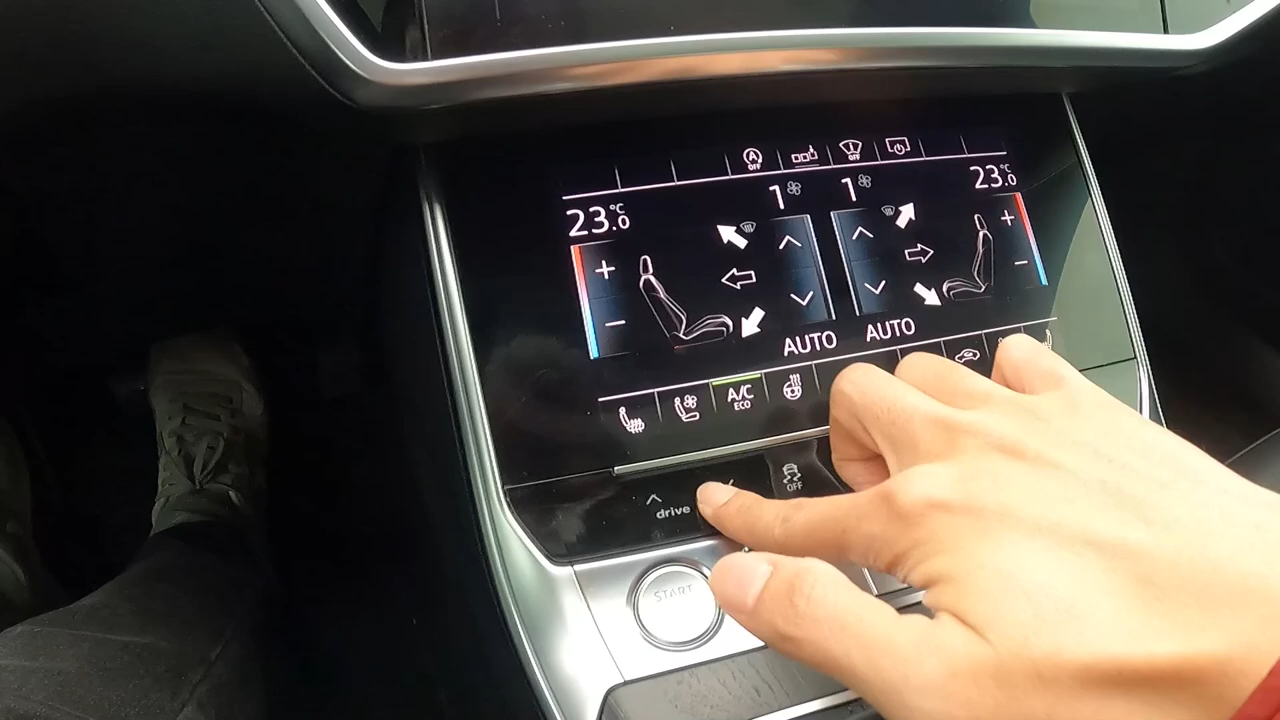 A OFF
OFF
23.0 °C
1
1
23.0 °C
+
+
−
−
AUTO
AUTO
A/C
ECO
OFF
drive
START